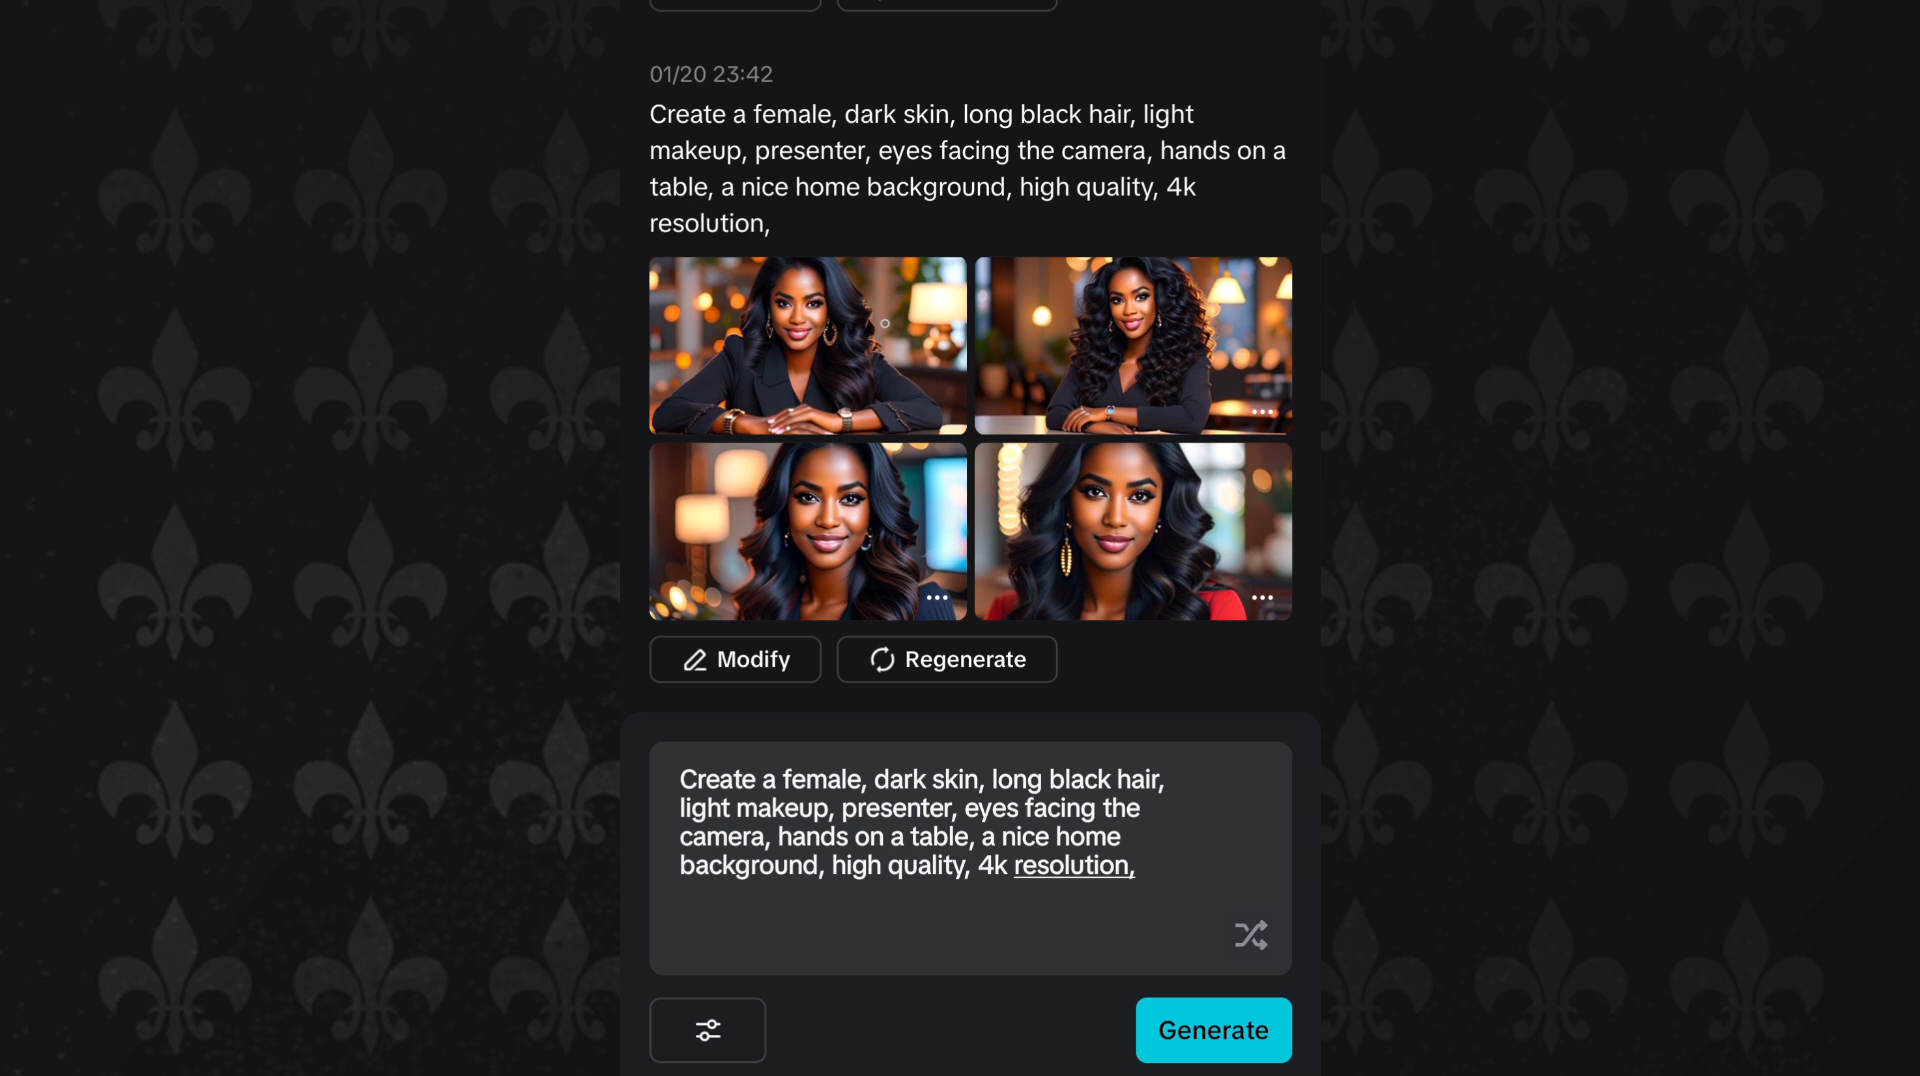 01/20 23:42
Create a female, dark skin, long black hair, light
makeup, presenter, eyes facing the camera, hands on a
table, a nice home background, high quality, 4k
resolution,
Modify
Regenerate
Create a female, dark skin, long black hair,
light makeup, presenter, eyes facing the
camera, hands on a table, a nice home
background, high quality, 4k resolution,
Generate